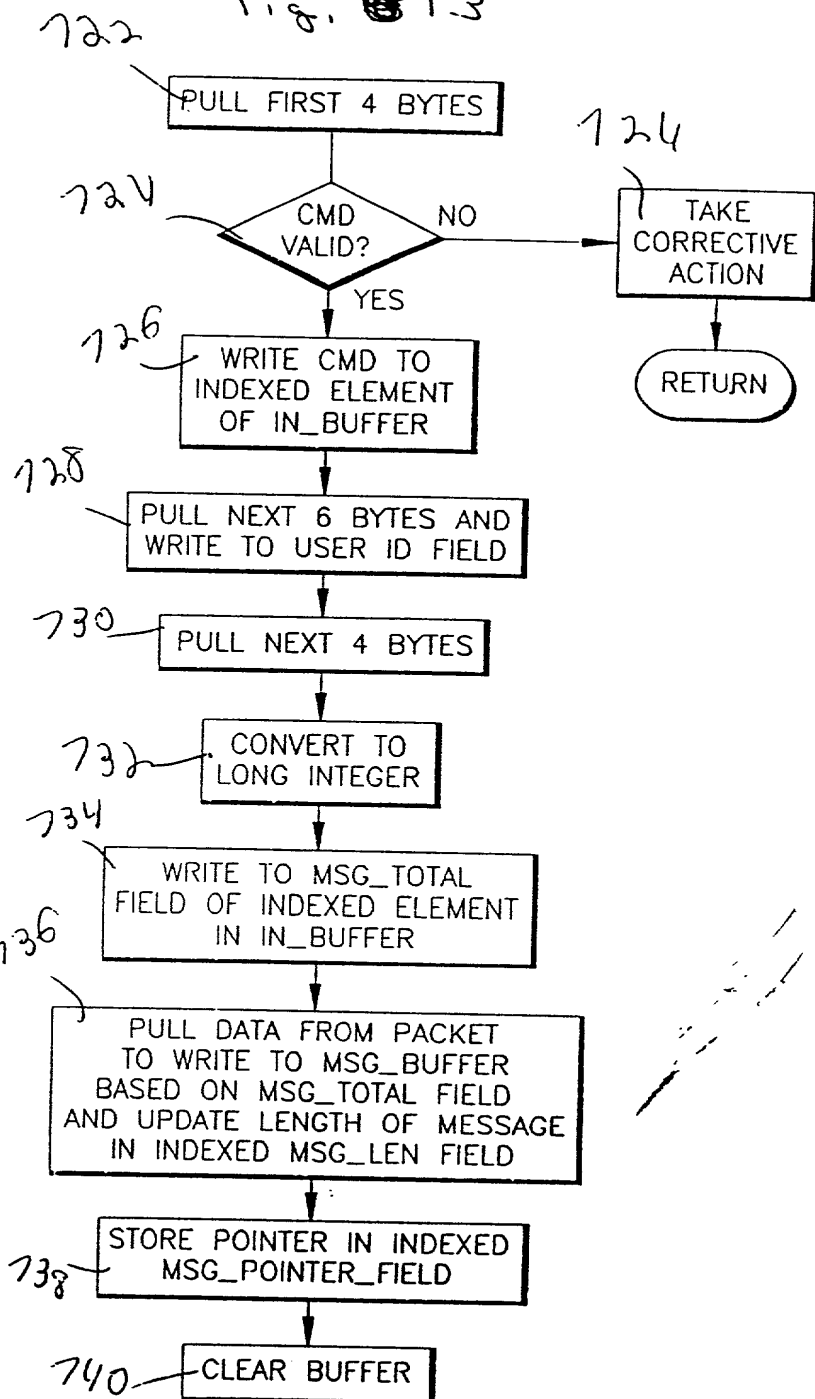 Fig. 13
722
PULL FIRST 4 BYTES
724
CMD
VALID?
NO
YES
724
TAKE
CORRECTIVE
ACTION
RETURN
726
WRITE CMD TO
INDEXED ELEMENT
OF IN_BUFFER
728
PULL NEXT 6 BYTES AND
WRITE TO USER ID FIELD
730
PULL NEXT 4 BYTES
732
CONVERT TO
LONG INTEGER
734
WRITE TO MSG_TOTAL
FIELD OF INDEXED ELEMENT
IN IN_BUFFER
736
PULL DATA FROM PACKET
TO WRITE TO MSG_BUFFER
BASED ON MSG_TOTAL FIELD
AND UPDATE LENGTH OF MESSAGE
IN INDEXED MSG_LEN FIELD
738
STORE POINTER IN INDEXED
MSG_POINTER_FIELD
740
CLEAR BUFFER